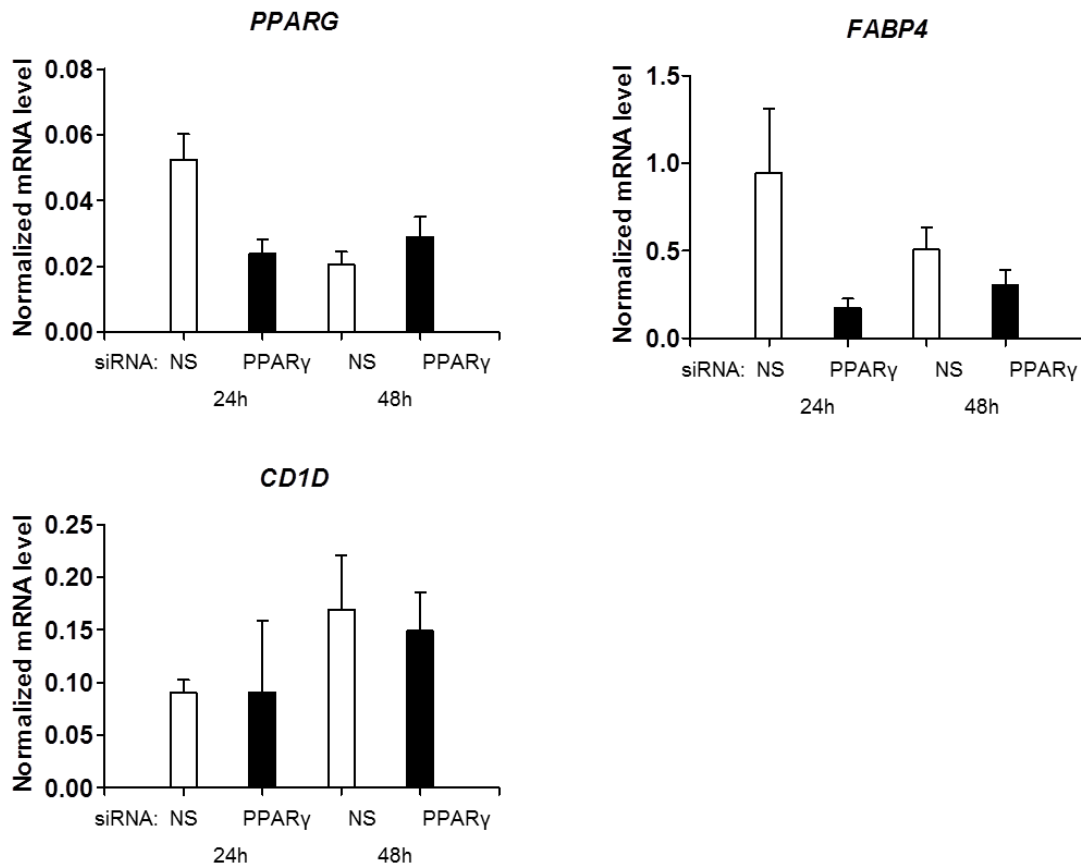 PPARG
Normalized mRNA level
0.08
0.06
0.04
0.02
0.00
siRNA: NS PPARγ NS PPARγ
24h 48h
FABP4
Normalized mRNA level
1.5
1.0
0.5
0.0
siRNA: NS PPARγ NS PPARγ
24h 48h
CD1D
Normalized mRNA level
0.25
0.20
0.15
0.10
0.05
0.00
siRNA: NS PPARγ NS PPARγ
24h 48h